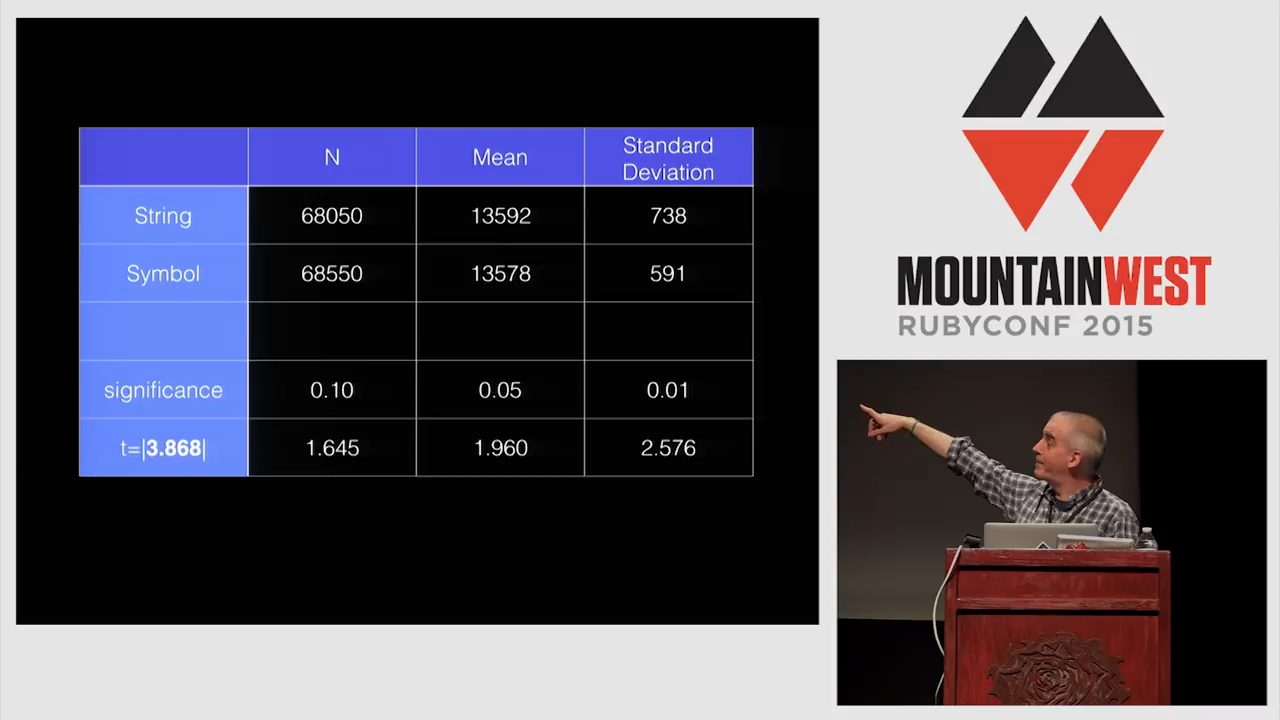 N Mean Standard
Deviation
String 68050 13592 738
Symbol 68550 13578 591
significance 0.10 0.05 0.01
t=|3.868| 1.645 1.960 2.576
MOUNTAINWEST
RUBYCONF 2015